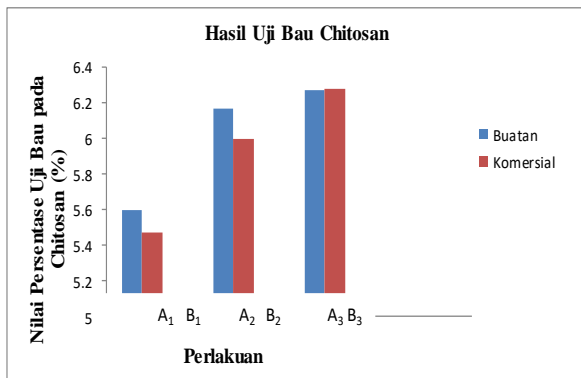 Hasil Uji Bau Chitosan
Nilai Persentase Uji Bau pada
Chitosan (%)
6.4
6.2
6
5.8
5.6
5.4
5.2
5
A₁ B₁
A₂ B₂
A₃ B₃
Perlakuan
Buatan
Komersial